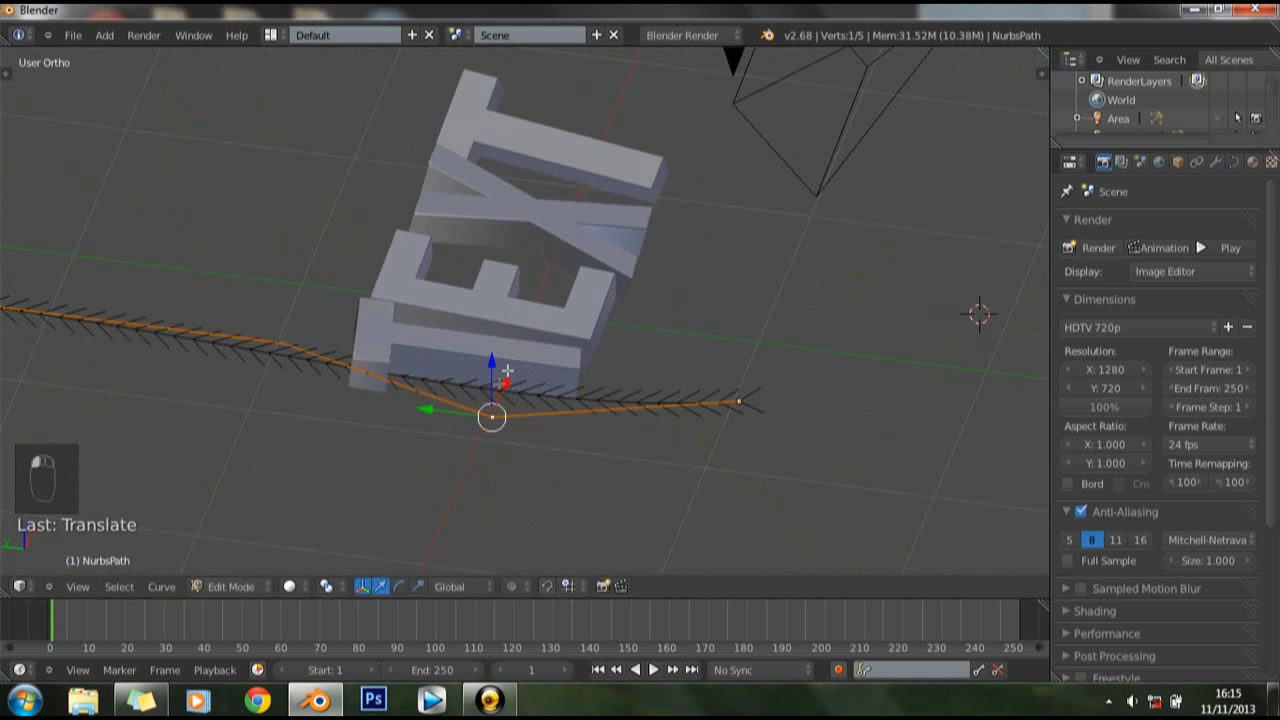 Blender
File Add Render Window Help Default Scene Blender Render v2.68 | Verts:1/5 | Mem:31.52M (10.38M) | NurbsPath
User Ortho
View Search All Scenes
RenderLayers
World
Area
Scene
Render
Render Animation Play
Display: Image Editor
Dimensions
HDTV 720p
Resolution: Frame Range:
X: 1280 Start Frame: 1
Y: 720 End Fram: 250
100% Frame Step: 1
Aspect Ratio: Frame Rate:
X: 1.000 24 fps
Y: 1.000 Time Remapping:
Bord Cro 100 100
Anti-Aliasing
5 8 11 16 Mitchell-Netrava
Full Sample Size: 1.000
Sampled Motion Blur
Shading
Performance
Post Processing
Freestyle
TEXT
Last: Translate
(1) NurbsPath
View Select Curve Edit Mode Global
0 10 20 30 40 50 60 70 80 90 100 110 120 130 140 150 160 170 180 190 200 210 220 230 240 250
View Marker Frame Playback Start: 1 End: 250 1 No Sync
Ps
16:15
11/11/2013